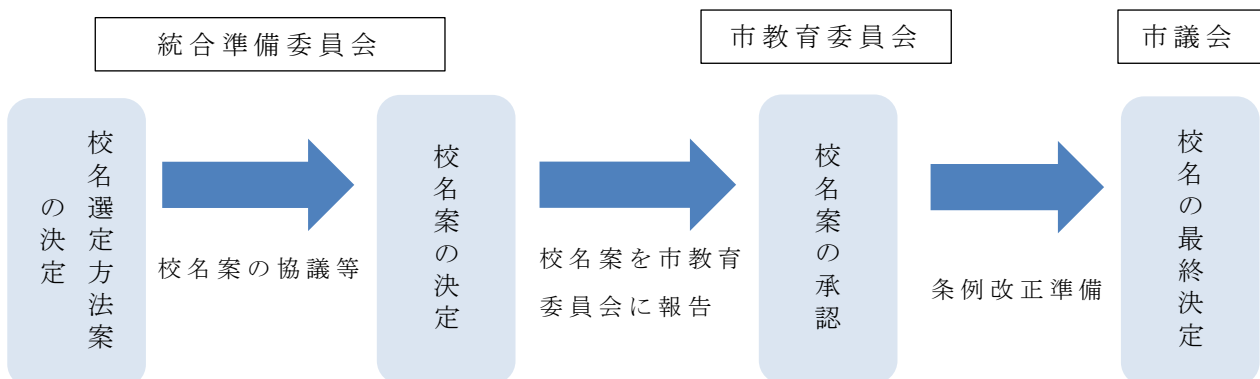 統合準備委員会
市教育委員会
市議会
校名選定方法案
の決定
校名案の協議等
校名案の決定
校名案を市教育
委員会に報告
校名案の承認
条例改正準備
校名の最終決定